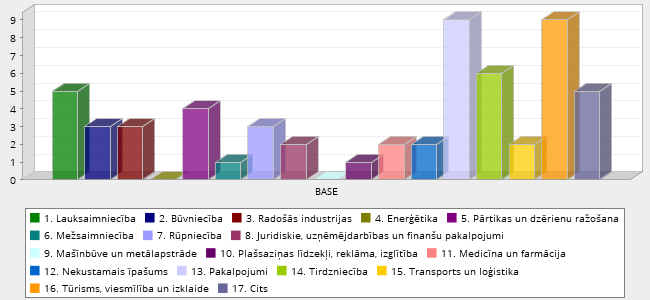 9
8
7
6
5
4
3
2
1
0
BASE
1. Lauksaimniecība 2. Būvniecība 3. Radošās industrijas 4. Enerģētika 5. Pārtikas un dzērienu ražošana
6. Mežsaimniecība 7. Rūpniecība 8. Juridiskie, uzņēmējdarbības un finanšu pakalpojumi
9. Mašīnbūve un metālapstrāde 10. Plašsaziņas līdzekļi, reklāma, izglītība 11. Medicīna un farmācija
12. Nekustamais īpašums 13. Pakalpojumi 14. Tirdzniecība 15. Transports un loģistika
16. Tūrisms, viesmīlība un izklaide 17. Cits